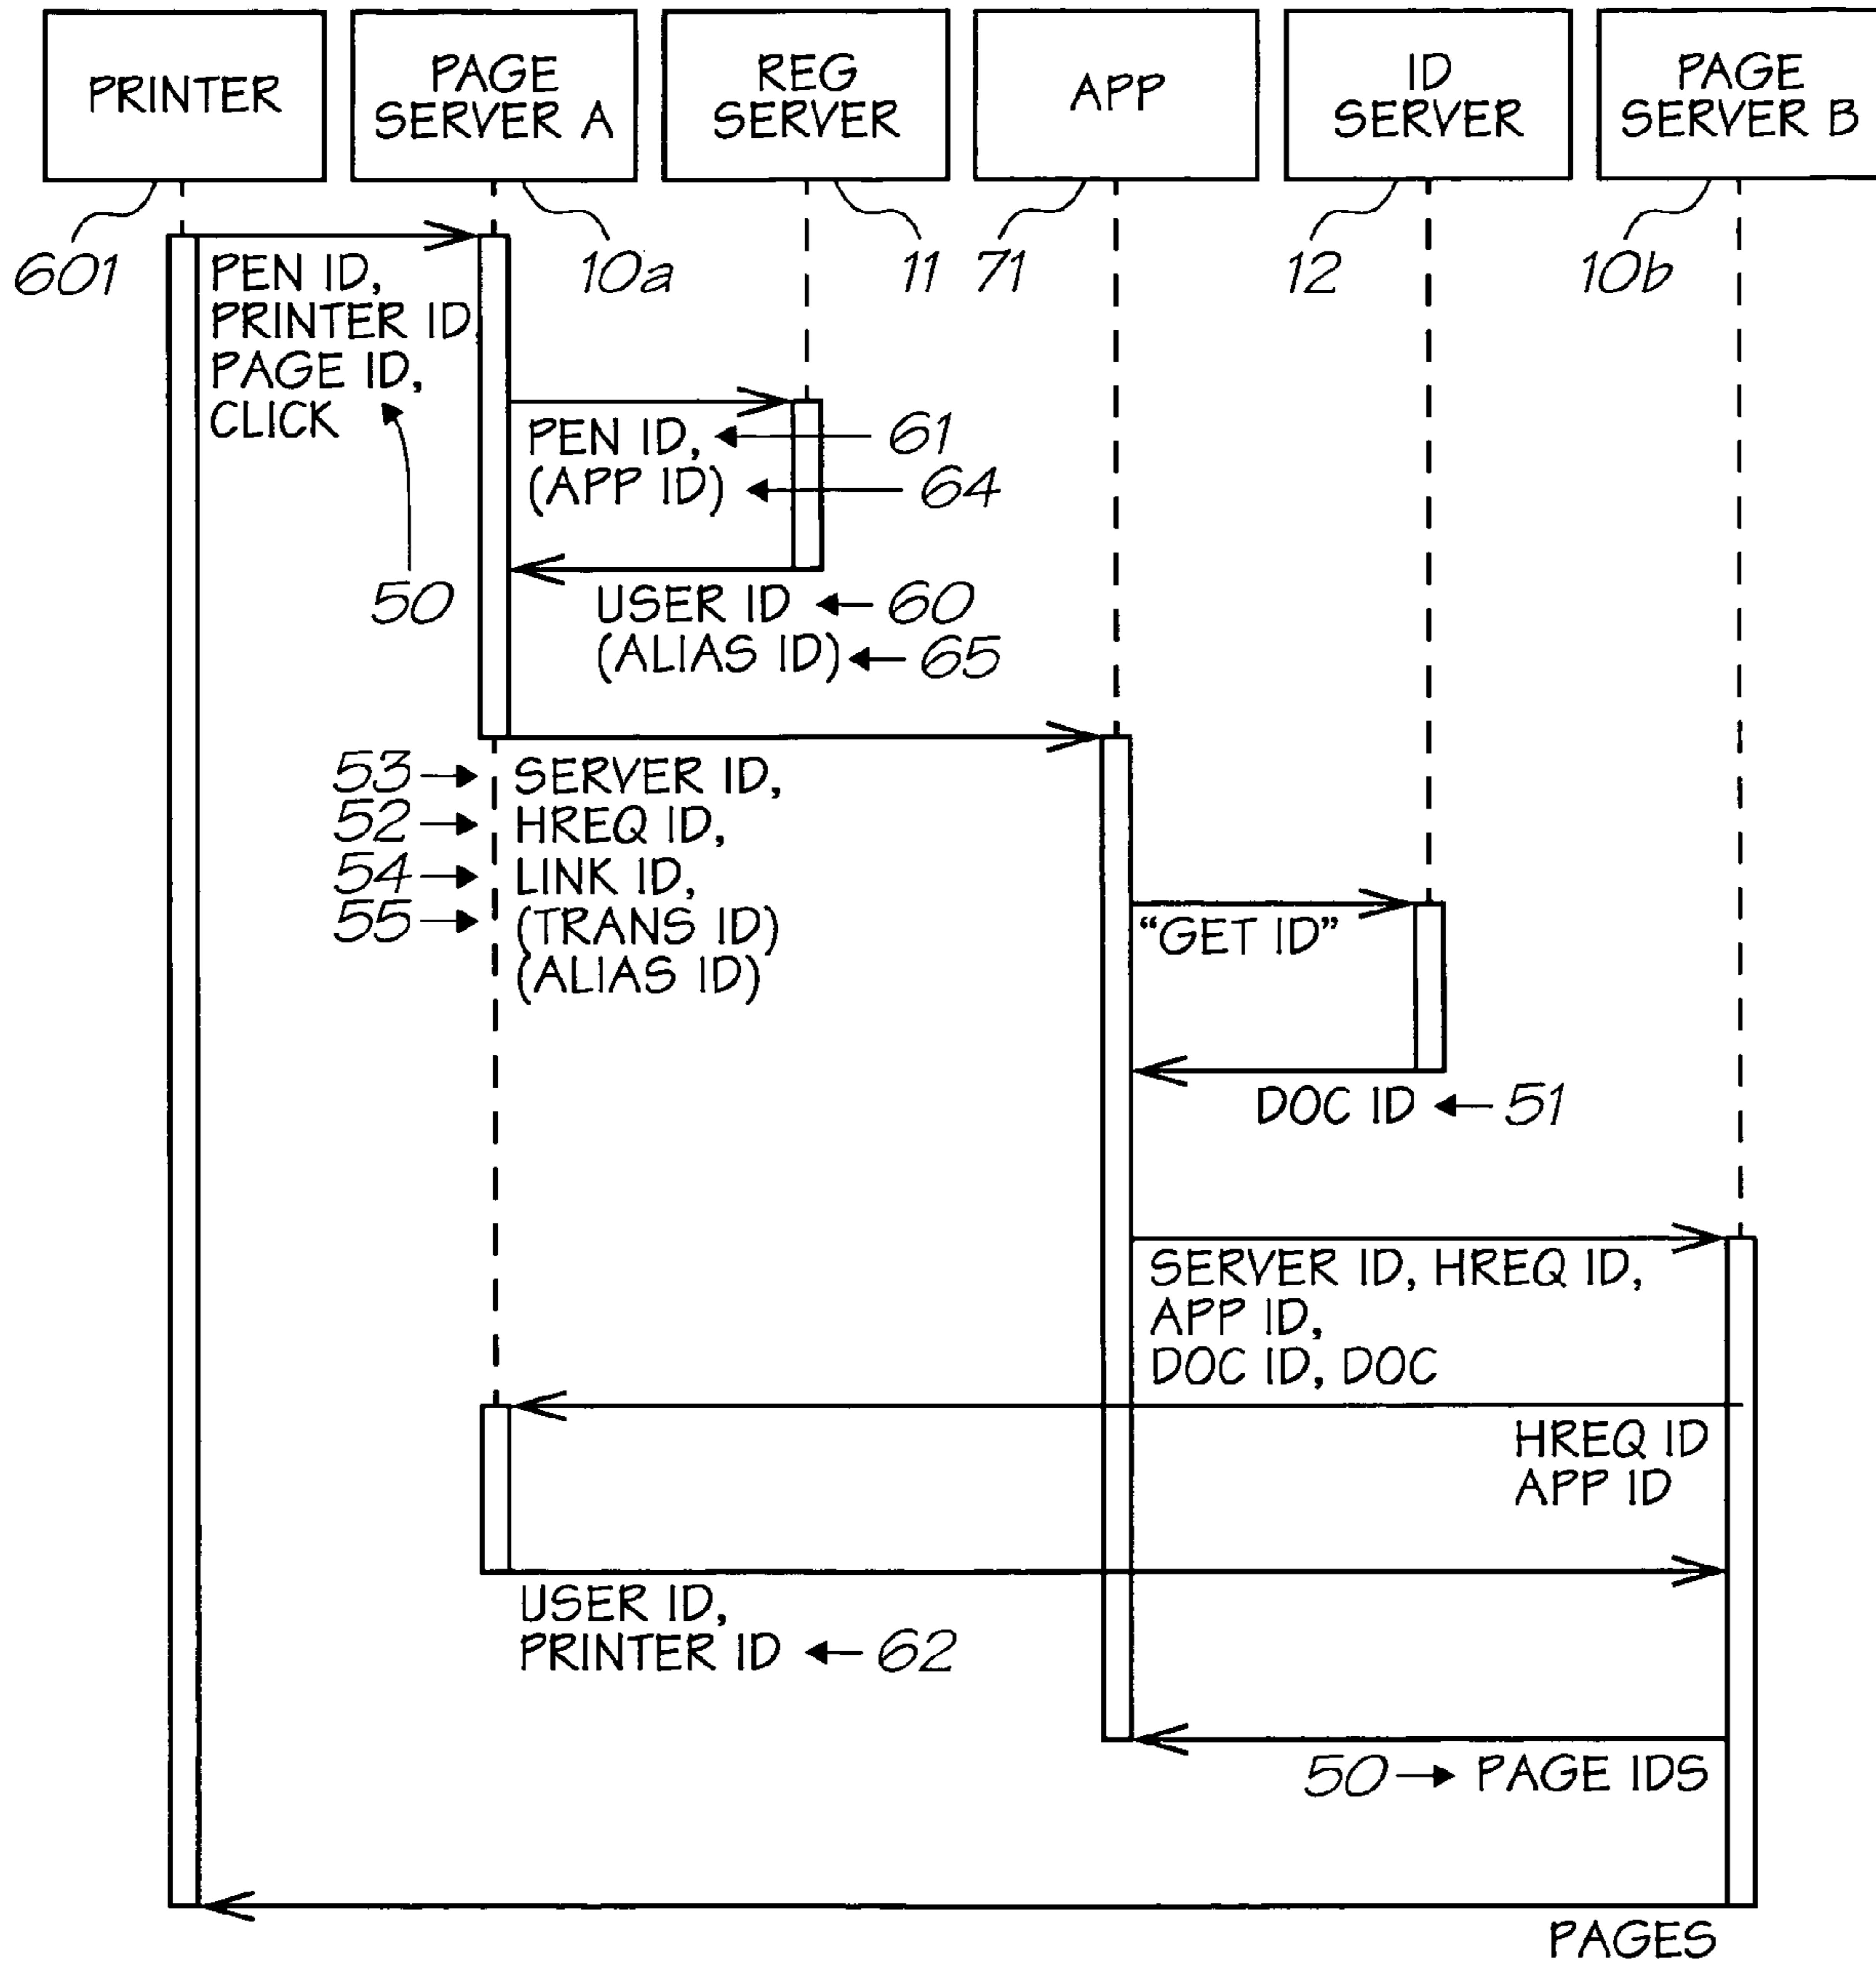 PRINTER
PAGE
SERVER A
REG
SERVER
APP
ID
SERVER
PAGE
SERVER B
601
10a
11
71
12
10b
PEN ID,
PRINTER ID
PAGE ID,
CLICK
50
PEN ID,
61
(APP ID)
64
USER ID
60
(ALIAS ID)
65
53
SERVER ID,
52
HREQ ID,
54
LINK ID,
55
(TRANS ID)
(ALIAS ID)
“GET ID”
DOC ID
51
SERVER ID, HREQ ID,
APP ID,
DOC ID, DOC
HREQ ID
APP ID
USER ID,
PRINTER ID
62
50
PAGE IDS
PAGES